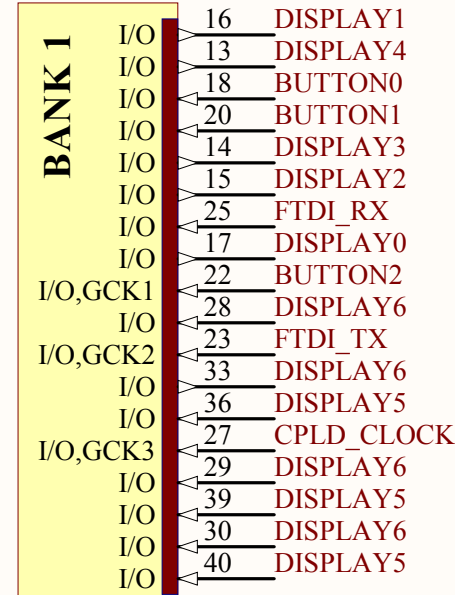 BANK 1
I/O 16 DISPLAY1
I/O 13 DISPLAY4
I/O 18 BUTTON0
I/O 20 BUTTON1
I/O 14 DISPLAY3
I/O 15 DISPLAY2
I/O 25 FTDI_RX
I/O 17 DISPLAY0
I/O,GCK1 22 BUTTON2
I/O 28 DISPLAY6
I/O,GCK2 23 FTDI_TX
I/O 33 DISPLAY6
I/O 36 DISPLAY5
I/O,GCK3 27 CPLD_CLOCK
I/O 29 DISPLAY6
I/O 39 DISPLAY5
I/O 30 DISPLAY6
I/O 40 DISPLAY5